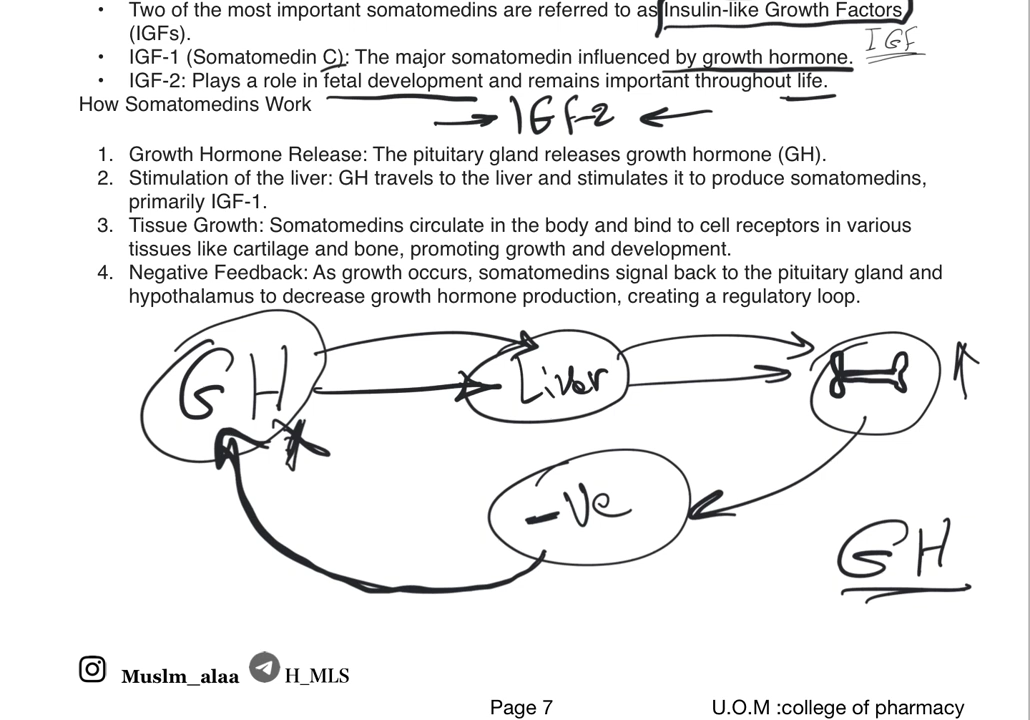 • Two of the most important somatomedins are referred to as Insulin-like Growth Factors
(IGFs).
IGF
• IGF-1 (Somatomedin C): The major somatomedin influenced by growth hormone.
• IGF-2: Plays a role in fetal development and remains important throughout life.
How Somatomedins Work
IGF-2
1. Growth Hormone Release: The pituitary gland releases growth hormone (GH).
2. Stimulation of the liver: GH travels to the liver and stimulates it to produce somatomedins,
primarily IGF-1.
3. Tissue Growth: Somatomedins circulate in the body and bind to cell receptors in various
tissues like cartilage and bone, promoting growth and development.
4. Negative Feedback: As growth occurs, somatomedins signal back to the pituitary gland and
hypothalamus to decrease growth hormone production, creating a regulatory loop.
GH
Liver
-Ve
GH
Muslm_alaa H_MLS
Page 7 U.O.M :college of pharmacy